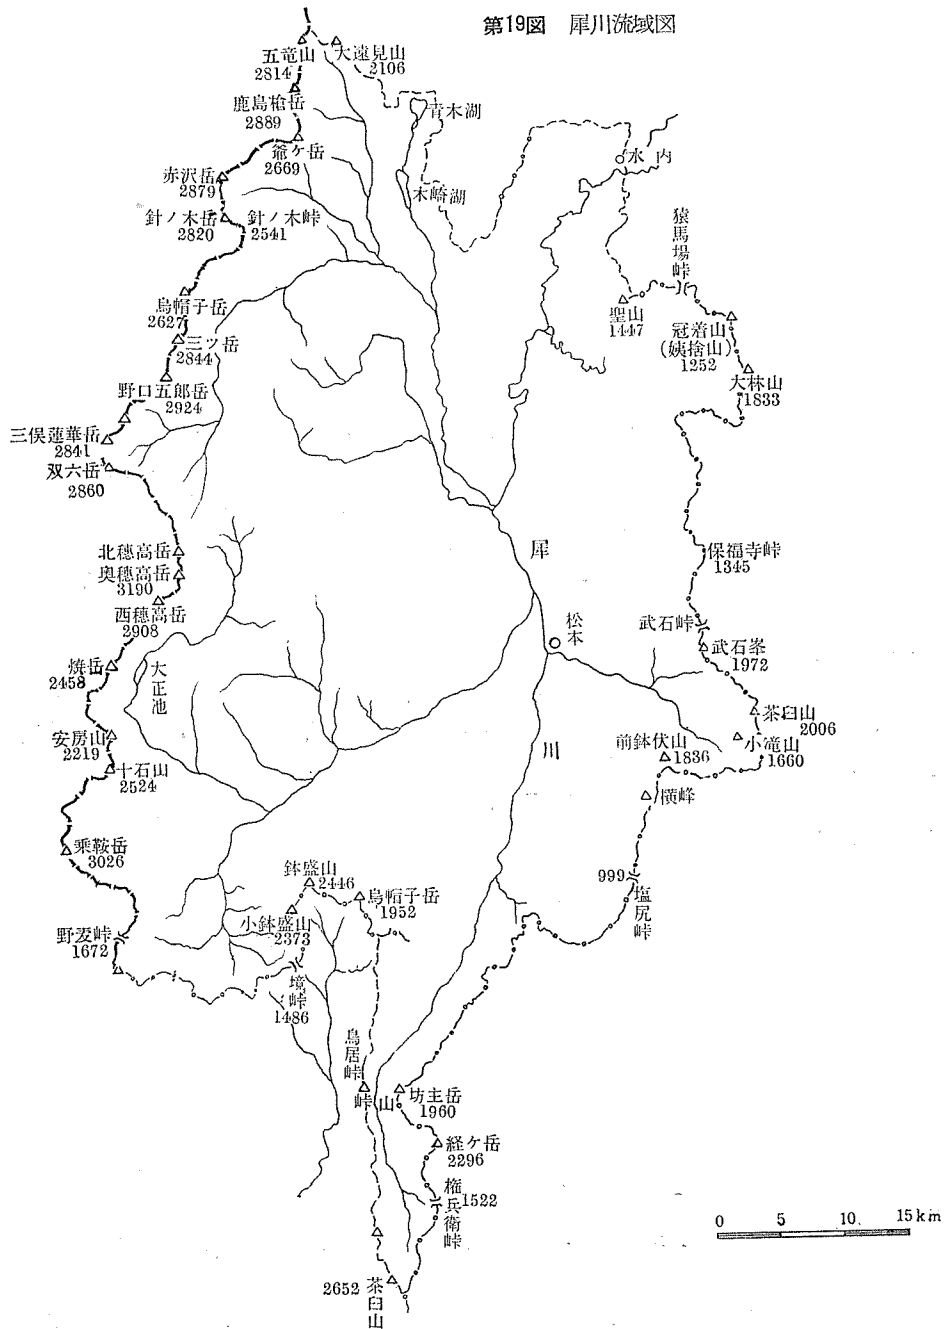 第19図 犀川流域図
五竜山
2814
大遠見山
2106
鹿島槍岳
2889
青木湖
爺ケ岳
2669
水内
赤沢岳
2879
木崎湖
針ノ木岳
2820
針ノ木峠
2541
猿馬場峠
烏帽子岳
2627
聖山
1447
冠着山
(姨捨山)
1252
三ッ岳
2844
大林山
1833
野口五郎岳
2924
三俣蓮華岳
2841
双六岳
2860
北穂高岳
奥穂高岳
3190
西穂高岳
2908
犀
保福寺峠
1345
松本
武石峠
武石峯
1972
焼岳
2458
大正池
茶臼山
2006
安房山
2219
川
前鉢伏山
1836
小滝山
1660
十石山
2524
横峰
乗鞍岳
3026
鉢盛山
2446
烏帽子岳
1952
999
塩尻峠
小鉢盛山
2373
野麦峠
1672
境峠
1486
鳥居峠
峠山
坊主岳
1960
経ケ岳
2296
権兵衛峠
1522
2652
茶臼山
0 5 10 15km